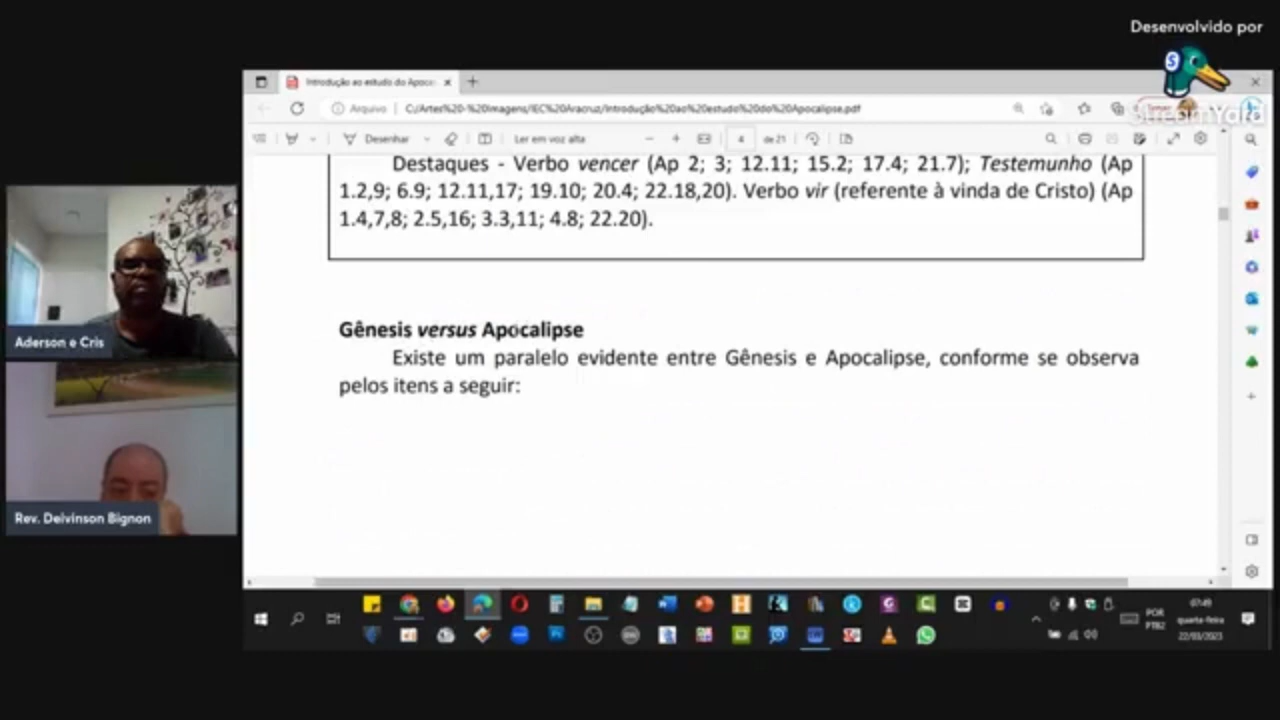 Desenvolvido por
StreamYard
Introdução ao estudo do Apoca
Arquivo C:/Artes%20-%20Imagens/IEC%20Aracruz/Introdução%20ao%20estudo%20do%20Apocalipse.pdf
Desenhar Ler em voz alta 4 de 21
Destaques - Verbo vencer (Ap 2; 3; 12.11; 15.2; 17.4; 21.7); Testemunho (Ap
1.2,9; 6.9; 12.11,17; 19.10; 20.4; 22.18,20). Verbo vir (referente à vinda de Cristo) (Ap
1.4,7,8; 2.5,16; 3.3,11; 4.8; 22.20).
Aderson e Cris
Gênesis versus Apocalipse
Existe um paralelo evidente entre Gênesis e Apocalipse, conforme se observa
pelos itens a seguir:
Rev. Deivinson Bignon
POR
PTB2
07:49
quarta-feira
22/03/2023